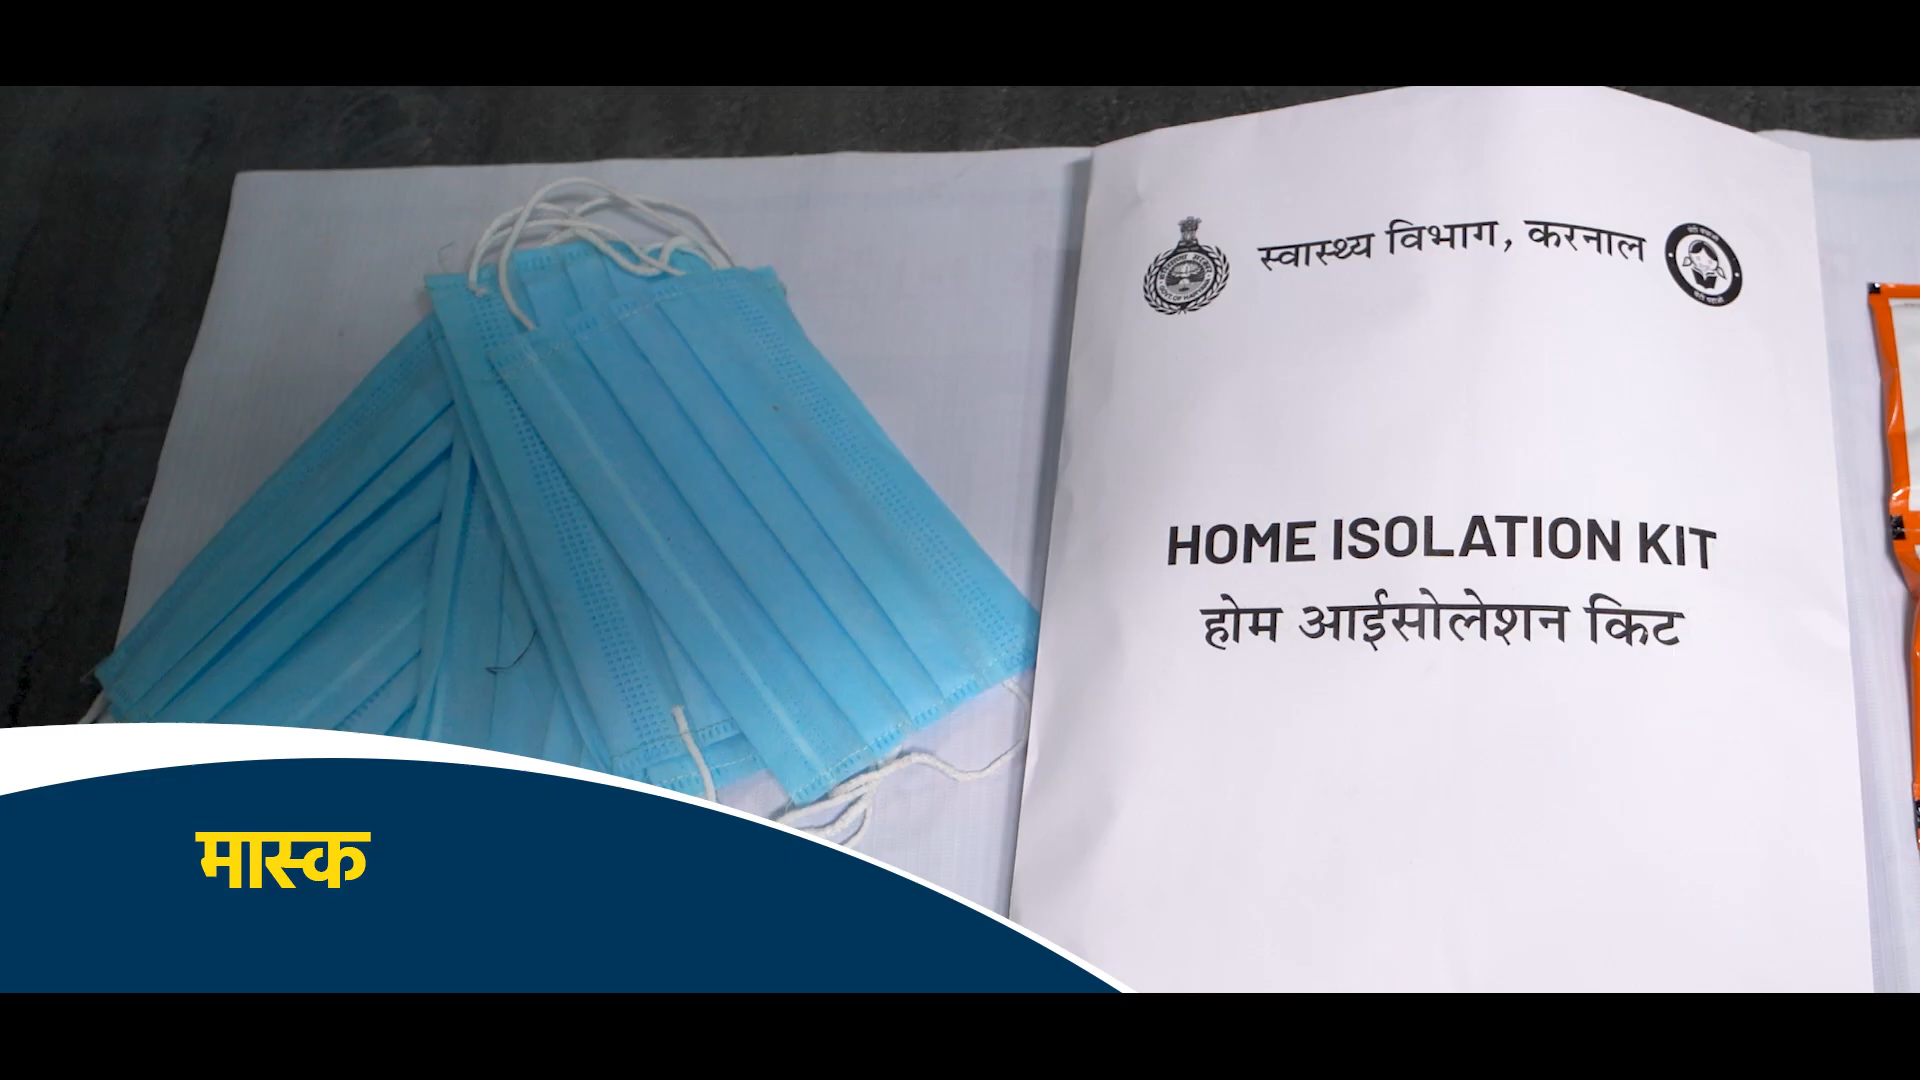 स्वास्थ्य विभाग, करनाल
HOME ISOLATION KIT
होम आईसोलेशन किट
मास्क